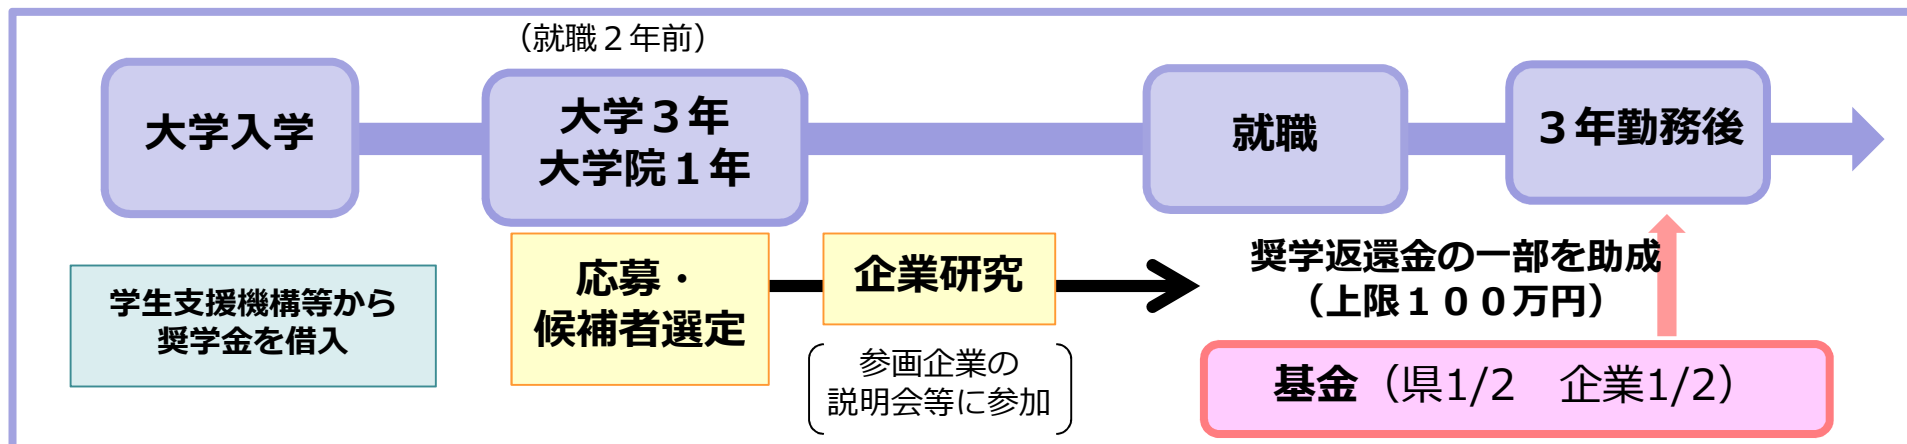 （就職２年前）
大学入学
大学３年
大学院１年
就職
３年勤務後
学生支援機構等から
奨学金を借入
応募・
候補者選定
企業研究
参画企業の
説明会等に参加
奨学返還金の一部を助成
（上限１００万円）
基金（県1/2　企業1/2）